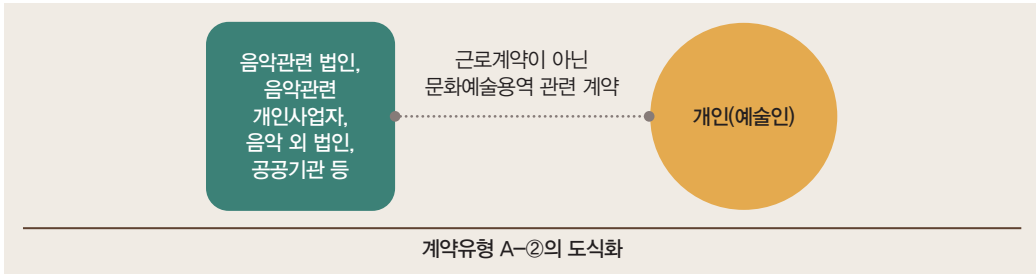 음악관련 법인,
음악관련
개인사업자,
음악 외 법인,
공공기관 등
근로계약이 아닌
문화예술용역 관련 계약
개인(예술인)
계약유형 A-②의 도식화